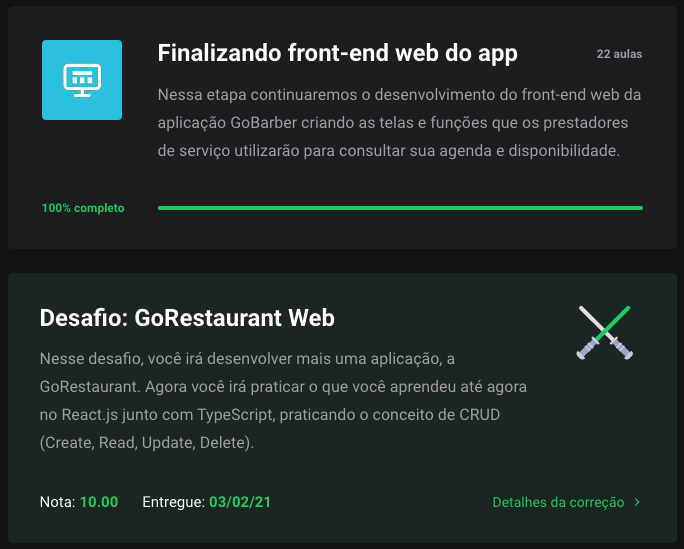 Finalizando front-end web do app
22 aulas
Nessa etapa continuaremos o desenvolvimento do front-end web da
aplicação GoBarber criando as telas e funções que os prestadores
de serviço utilizarão para consultar sua agenda e disponibilidade.
100% completo
Desafio: GoRestaurant Web
Nesse desafio, você irá desenvolver mais uma aplicação, a
GoRestaurant. Agora você irá praticar o que você aprendeu até agora
no React.js junto com TypeScript, praticando o conceito de CRUD
(Create, Read, Update, Delete).
Nota: 10.00 Entregue: 03/02/21 Detalhes da correção